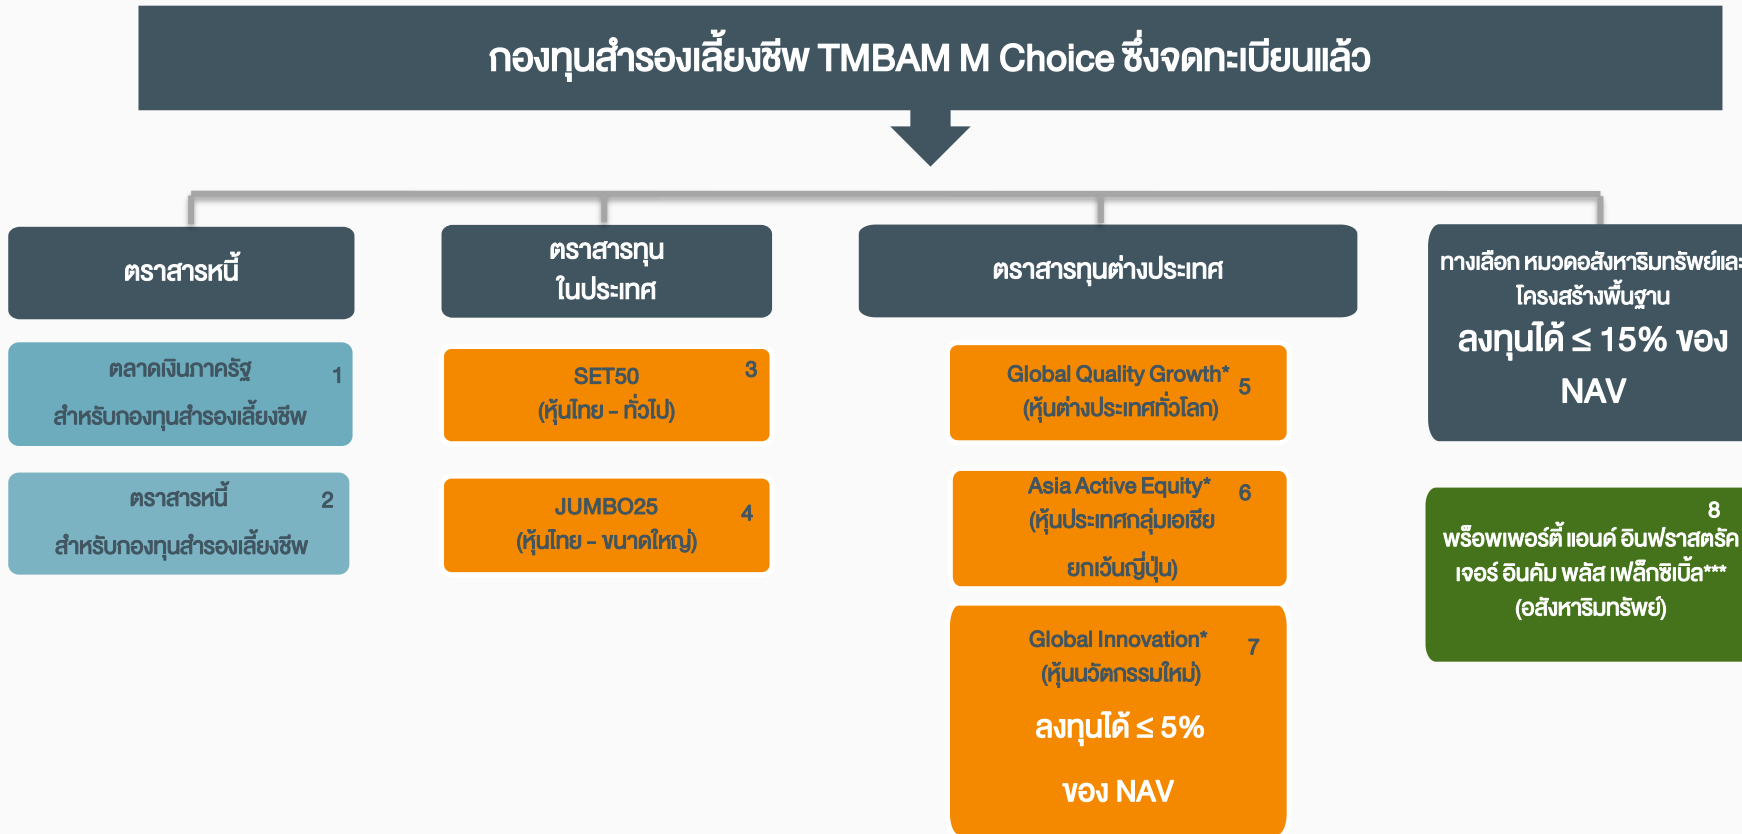 กองทุนสำรองเลี้ยงชีพ TMBAM M Choice ซึ่งจดทะเบียนแล้ว
ตราสารหนี้
ตลาดเงินภาครัฐ
1
สำหรับกองทุนสำรองเลี้ยงชีพ
ตราสารหนี้
2
สำหรับกองทุนสำรองเลี้ยงชีพ
ตราสารทุน
ในประเทศ
SET50
3
(หุ้นไทย - ทั่วไป)
JUMBO25
4
(หุ้นไทย - ขนาดใหญ่)
ตราสารทุนต่างประเทศ
Global Quality Growth*
5
(หุ้นต่างประเทศทั่วโลก)
Asia Active Equity*
6
(หุ้นประเทศกลุ่มเอเชีย
ยกเว้นญี่ปุ่น)
Global Innovation*
7
(หุ้นนวัตกรรมใหม่)
ลงทุนได้ ≤ 5%
ของ NAV
ทางเลือก หมวดอสังหาริมทรัพย์และ
โครงสร้างพื้นฐาน
ลงทุนได้ ≤ 15% ของ
NAV
8
พร็อพเพอร์ตี้ แอนด์ อินฟราสตรัค
เจอร์ อินคัม พลัส เฟล็กซิเบิ้ล***
(อสังหาริมทรัพย์)